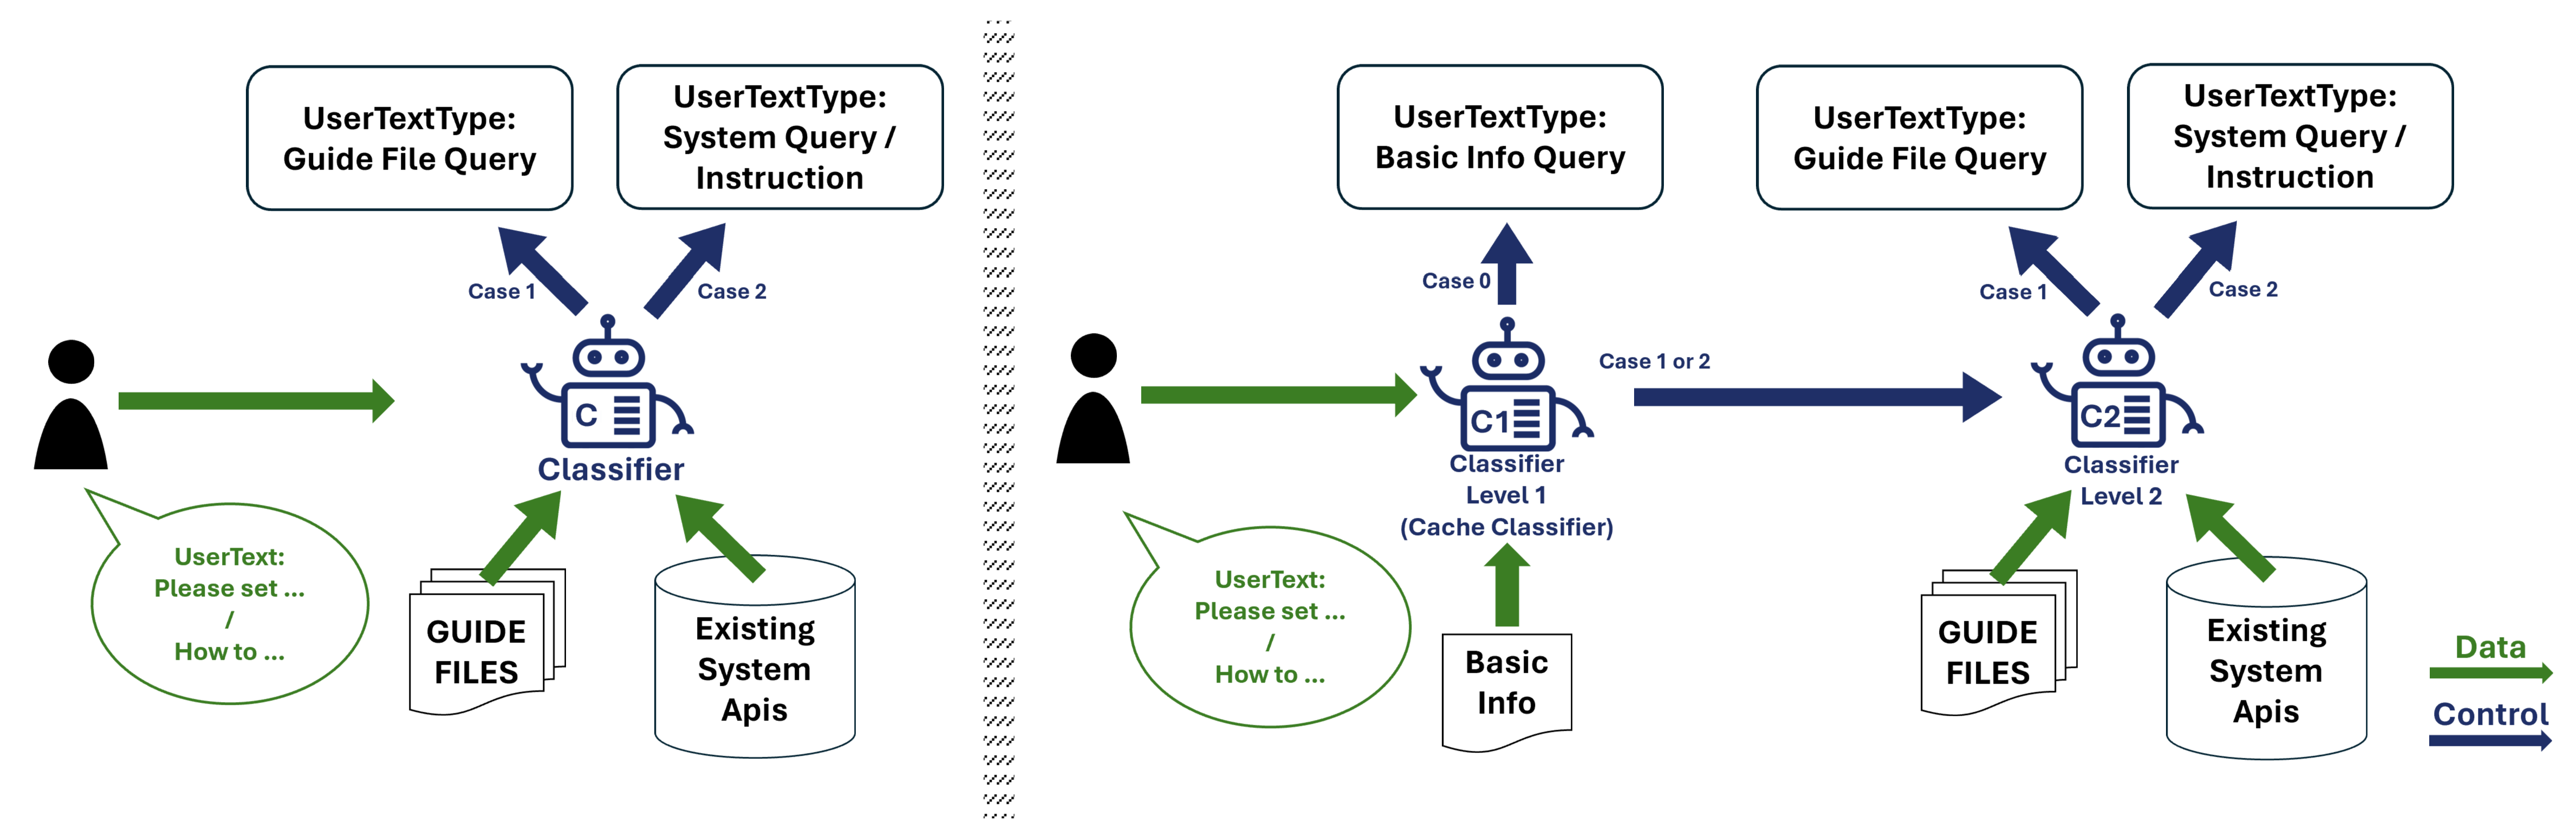 UserTextType:
Guide File Query
UserTextType:
System Query /
Instruction
Case 1
Case 2
C
Classifier
UserText:
Please set ...
/
How to ...
GUIDE
FILES
Existing
System
Apis
UserTextType:
Basic Info Query
UserTextType:
Guide File Query
UserTextType:
System Query /
Instruction
Case 0
Case 1
Case 2
Case 1 or 2
C1
C2
Classifier
Level 1
(Cache Classifier)
Classifier
Level 2
UserText:
Please set ...
/
How to ...
Basic
Info
GUIDE
FILES
Existing
System
Apis
Data
Control